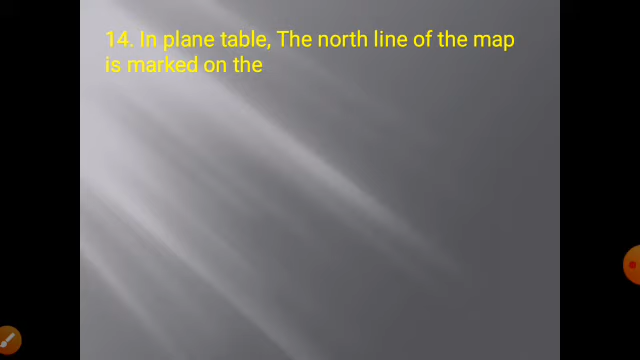 14. In plane table, The north line of the map
is marked on the